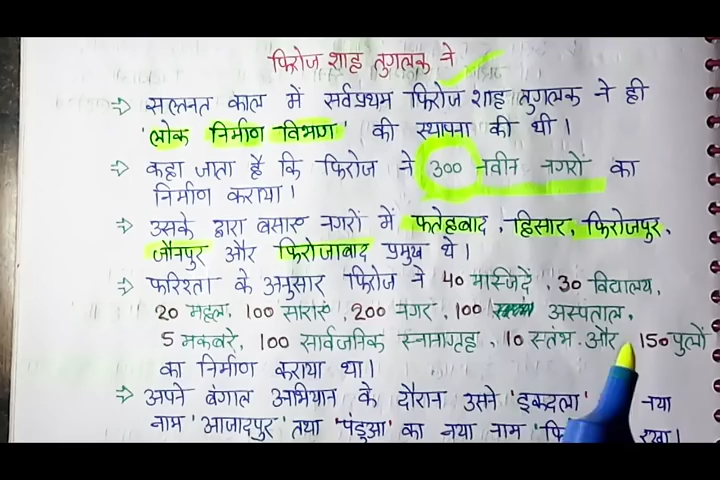 फिरोज शाह तुगलक ने
⇒ सल्तनत काल में सर्वप्रथम फिरोज शाह तुगलक ने ही
'लोक निर्माण विभाग' की स्थापना की थी।
⇒ कहा जाता है कि फिरोज ने 300 नवीन नगरों का
निर्माण कराया।
⇒ उसके द्वारा बसाए नगरों में फतेहबाद, हिसार, फिरोजपुर,
जौनपुर और फिरोजाबाद प्रमुख थे।
⇒ फरिश्ता के अनुसार फिरोज ने 40 मस्जिदें, 30 विद्यालय,
20 महल, 100 सराएं, 200 नगर, 100 अस्पताल,
5 मकबरे, 100 सार्वजनिक स्नानागृह, 10 स्तंभ और 150 पुलों
का निर्माण कराया था।
⇒ अपने बंगाल अभियान के दौरान उसने 'इकदला' नया
नाम 'आजादपुर' तथा 'पंडुआ' का नया नाम रखा।